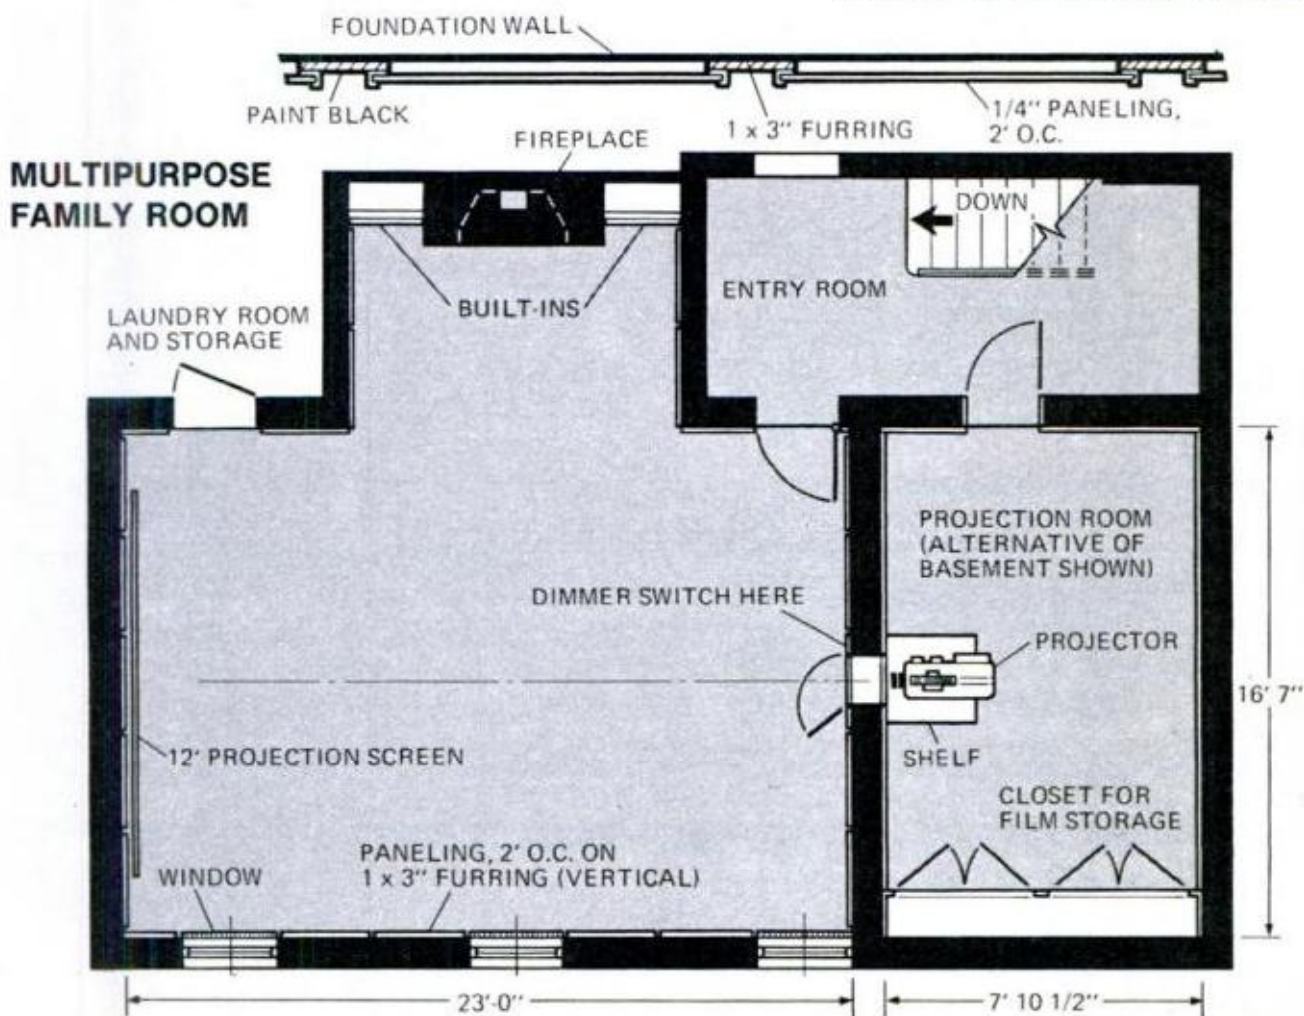 FOUNDATION WALL
PAINT BLACK
1 x 3" FURRING
1/4" PANELING,
2' O.C.
FIREPLACE
MULTIPURPOSE
FAMILY ROOM
DOWN
ENTRY ROOM
BUILT-INS
LAUNDRY ROOM
AND STORAGE
PROJECTION ROOM
(ALTERNATIVE OF
BASEMENT SHOWN)
DIMMER SWITCH HERE
PROJECTOR
16' 7"
12' PROJECTION SCREEN
SHELF
CLOSET FOR
FILM STORAGE
PANELING, 2' O.C. ON
1 x 3" FURRING (VERTICAL)
WINDOW
23'-0"
7' 10 1/2"